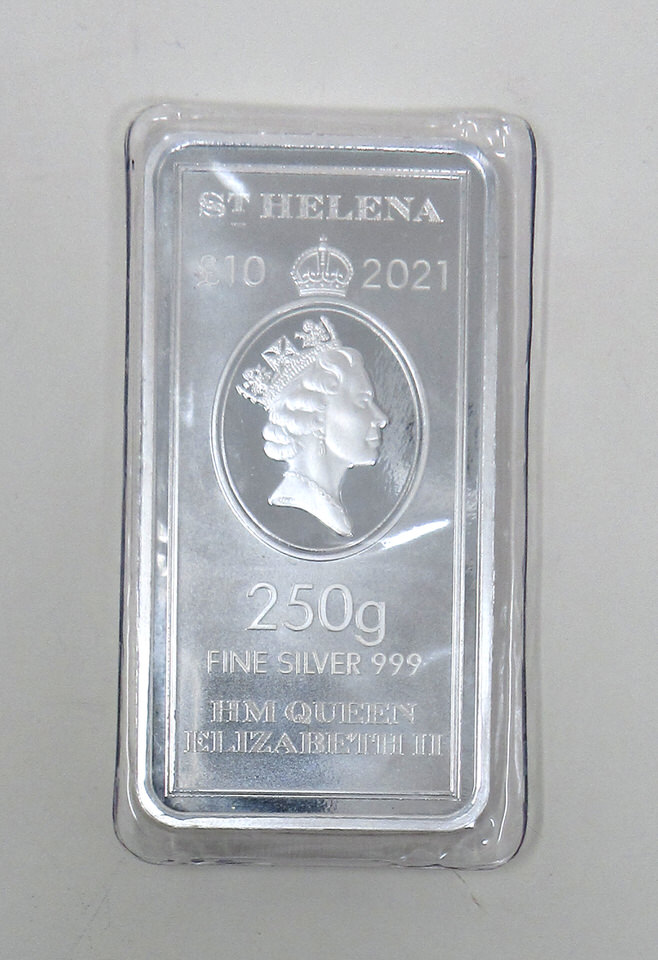 ST HELENA
£10 2021
250g
FINE SILVER 999
HM QUEEN
ELIZABETH II